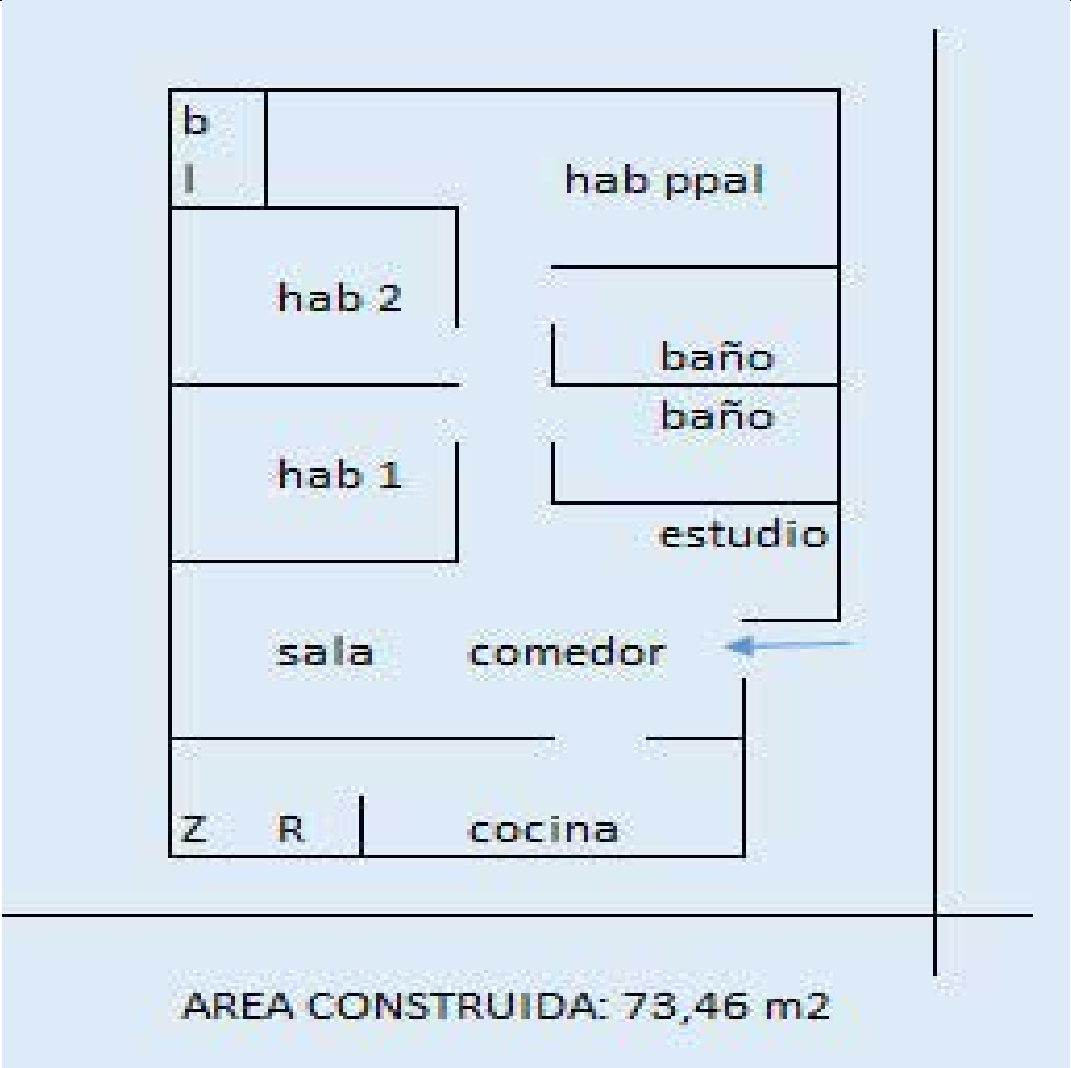 b
l
hab ppal
hab 2
baño
baño
hab 1
estudio
sala comedor
Z R cocina
AREA CONSTRUIDA: 73,46 m2